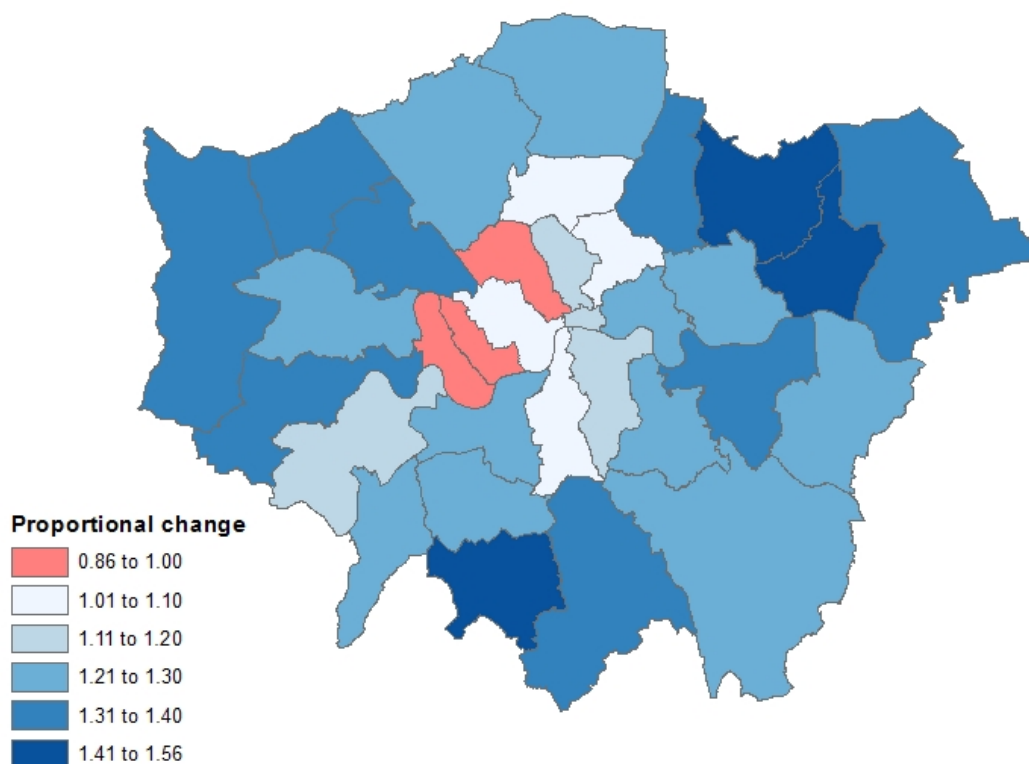 Proportional change
0.86 to 1.00
1.01 to 1.10
1.11 to 1.20
1.21 to 1.30
1.31 to 1.40
1.41 to 1.56